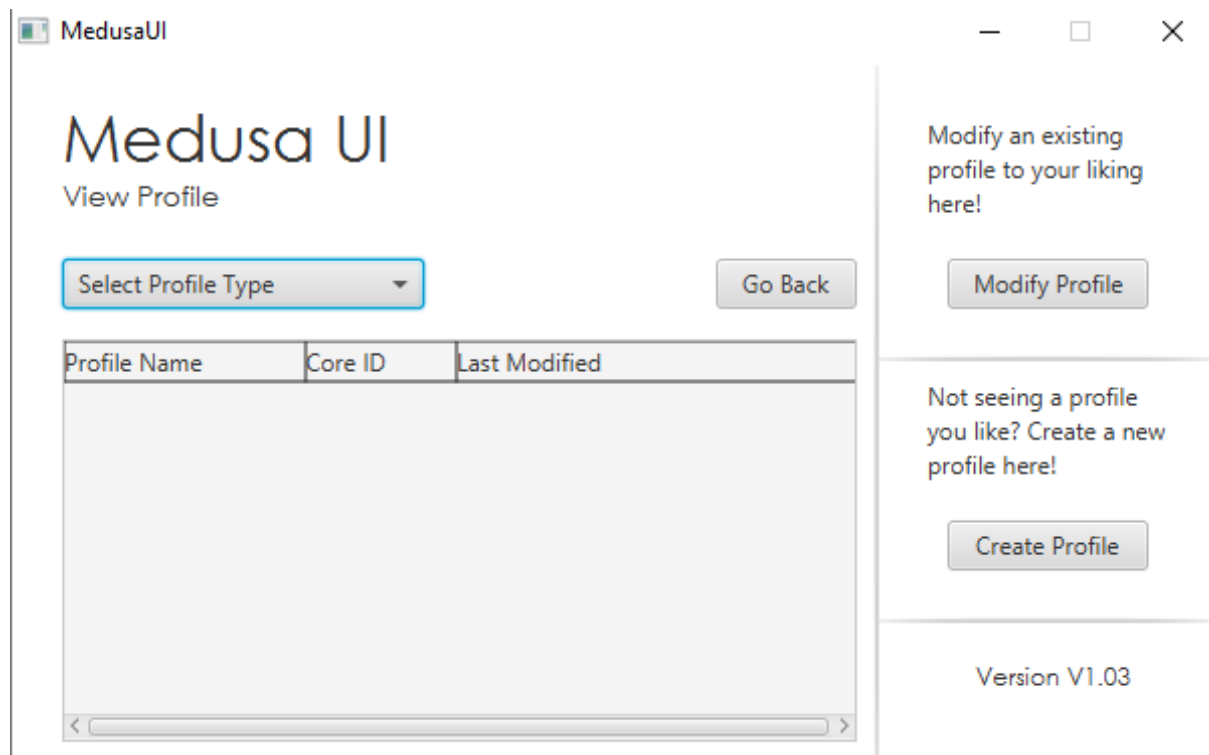 MedusaUI
Medusa UI
View Profile
Select Profile Type
Go Back
Profile Name Core ID Last Modified
Modify an existing
profile to your liking
here!
Modify Profile
Not seeing a profile
you like? Create a new
profile here!
Create Profile
Version V1.03